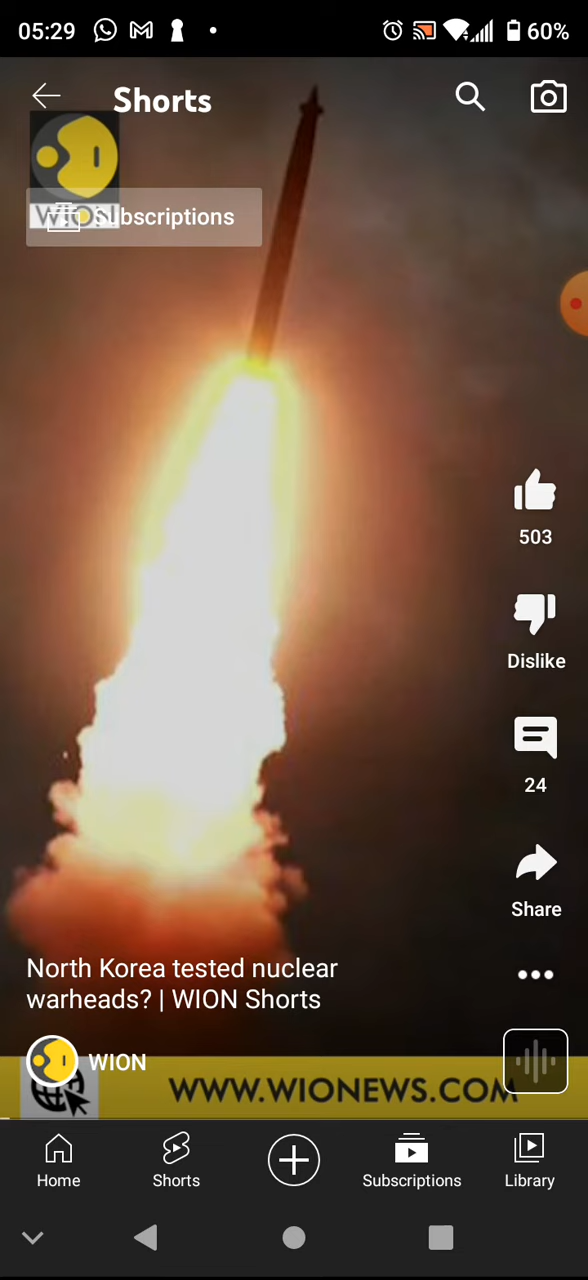 05:29
60%
Shorts
WION
Subscriptions
503
Dislike
24
Share
North Korea tested nuclear
warheads? | WION Shorts
WION
WWW.WIONEWS.COM
Home
Shorts
Subscriptions
Library